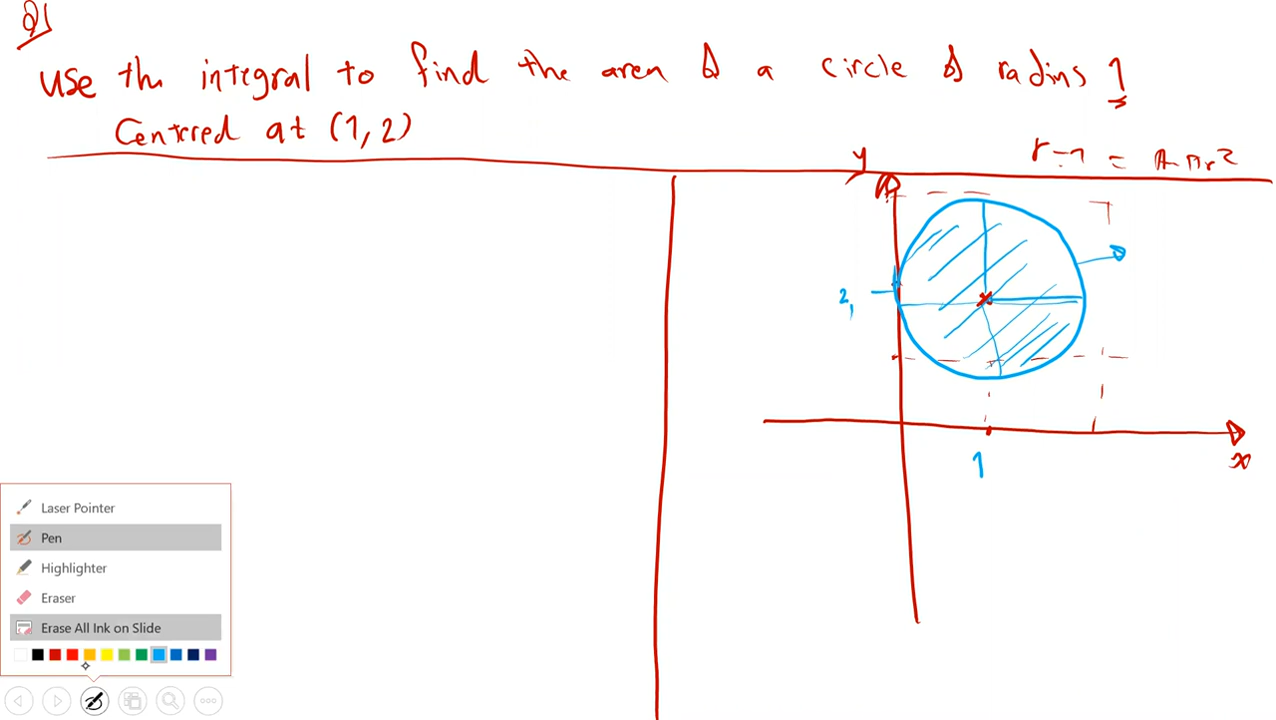 Q1
Use the integral to find the area of a circle of radius 1
Centred at (1,2)
r=1 = A=πr²
y
2,
1
x
Laser Pointer
Pen
Highlighter
Eraser
Erase All Ink on Slide